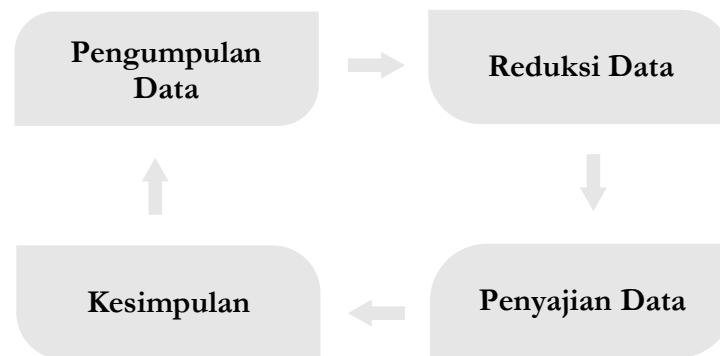 Pengumpulan
Data
Reduksi Data
Kesimpulan
Penyajian Data